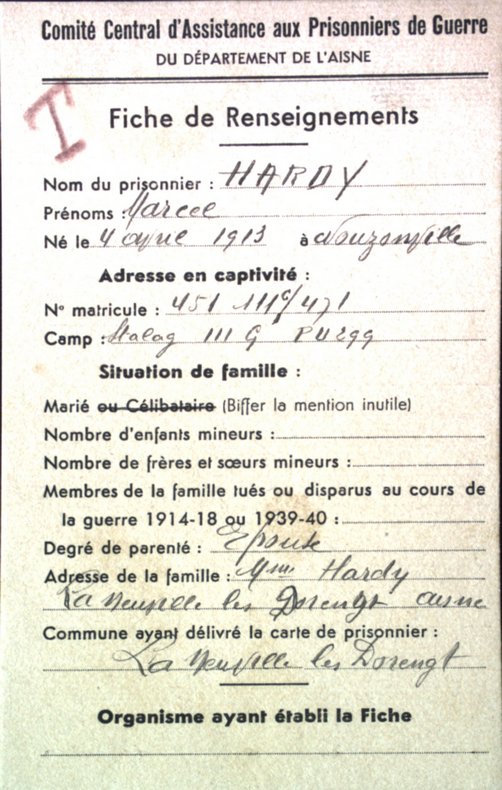 Comité Central d'Assistance aux Prisonniers de Guerre
DU DÉPARTEMENT DE L'AISNE
I
Fiche de Renseignements
Nom du prisonnier : HARDY
Prénoms : Marcel
Né le 4 avril 1913 à Nouzonville
Adresse en captivité :
N° matricule : 451
Camp : Stalag III G
Situation de famille :
Marié ou Célibataire (Biffer la mention inutile)
Nombre d'enfants mineurs :
Nombre de frères et sœurs mineurs :
Membres de la famille tués ou disparus au cours de
la guerre 1914-18 ou 1939-40 :
Degré de parenté : Epouse
Adresse de la famille : Mme Hardy
La Neuville les Dorengt aisne
Commune ayant délivré la carte de prisonnier :
La Neuville les Dorengt
Organisme ayant établi la Fiche